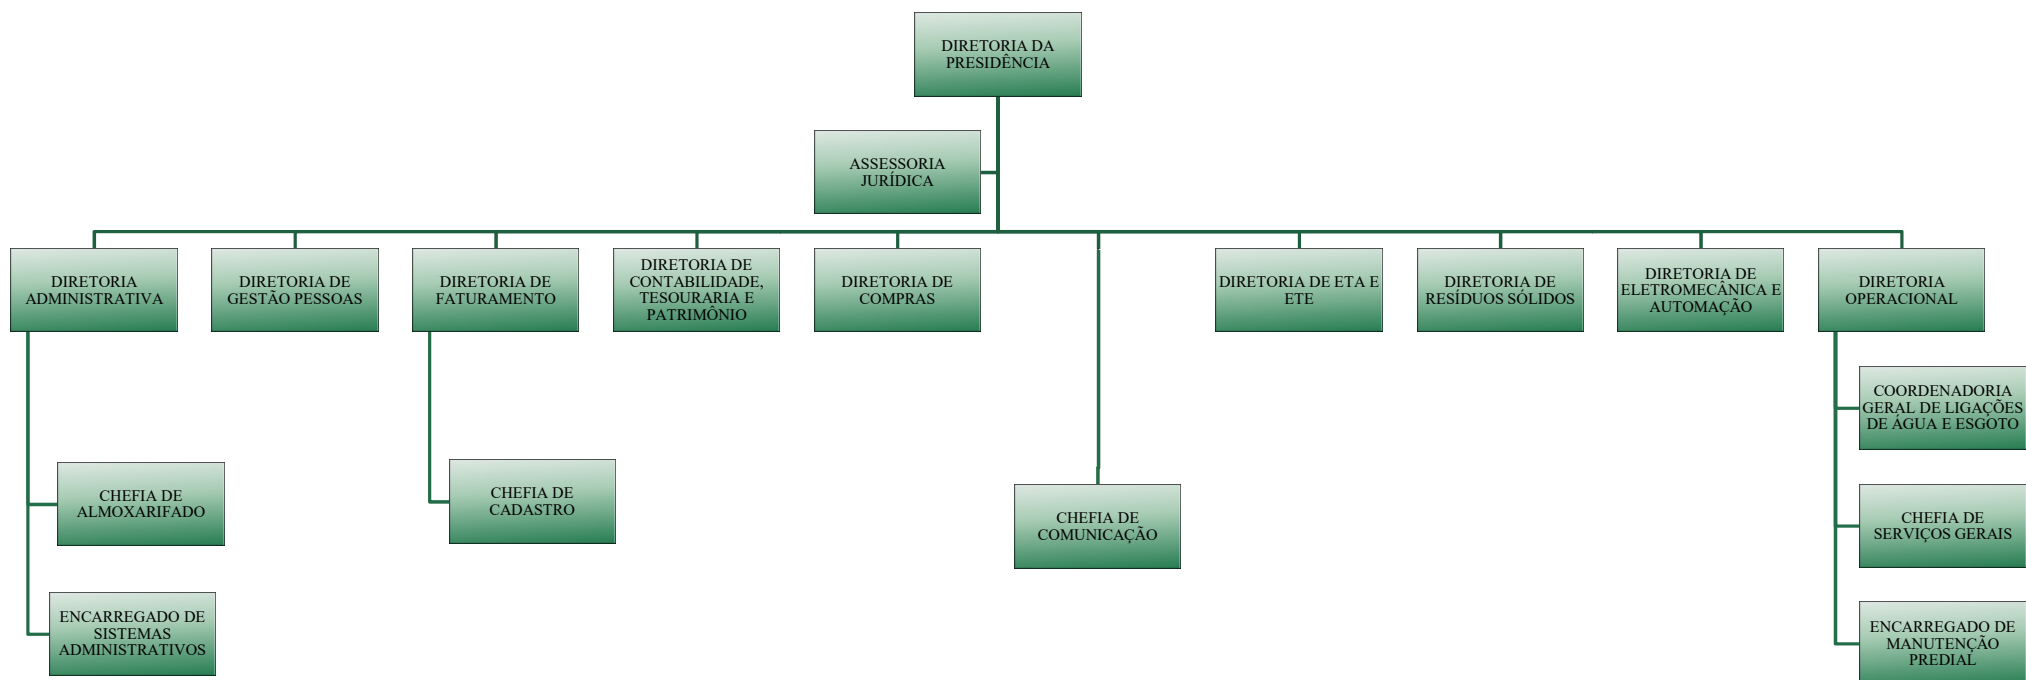 DIRETORIA DA
PRESIDÊNCIA
ASSESSORIA
JURÍDICA
DIRETORIA
ADMINISTRATIVA
DIRETORIA DE
GESTÃO PESSOAS
DIRETORIA DE
FATURAMENTO
DIRETORIA DE
CONTABILIDADE,
TESOURARIA E
PATRIMÔNIO
DIRETORIA DE
COMPRAS
DIRETORIA DE ETA E
ETE
DIRETORIA DE
RESÍDUOS SÓLIDOS
DIRETORIA DE
ELETROMECÂNICA E
AUTOMAÇÃO
DIRETORIA
OPERACIONAL
COORDENADORIA
GERAL DE LIGAÇÕES
DE ÁGUA E ESGOTO
CHEFIA DE
ALMOXARIFADO
CHEFIA DE
CADASTRO
CHEFIA DE
COMUNICAÇÃO
CHEFIA DE
SERVIÇOS GERAIS
ENCARREGADO DE
SISTEMAS
ADMINISTRATIVOS
ENCARREGADO DE
MANUTENÇÃO
PREDIAL